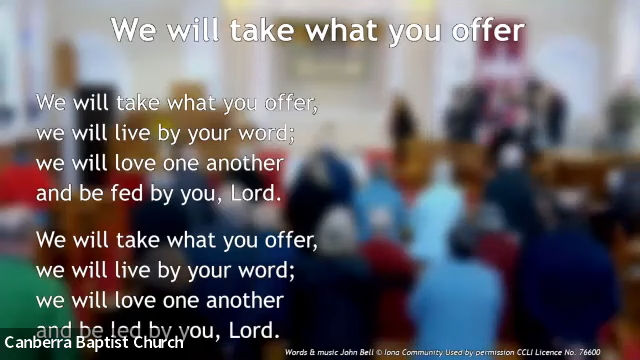 We will take what you offer
We will take what you offer,
we will live by your word;
we will love one another
and be fed by you, Lord.
We will take what you offer,
we will live by your word;
we will love one another
and be led by you, Lord.
Canberra Baptist Church
Words & music John Bell © Iona Community Used by permission CCLI Licence No. 76600